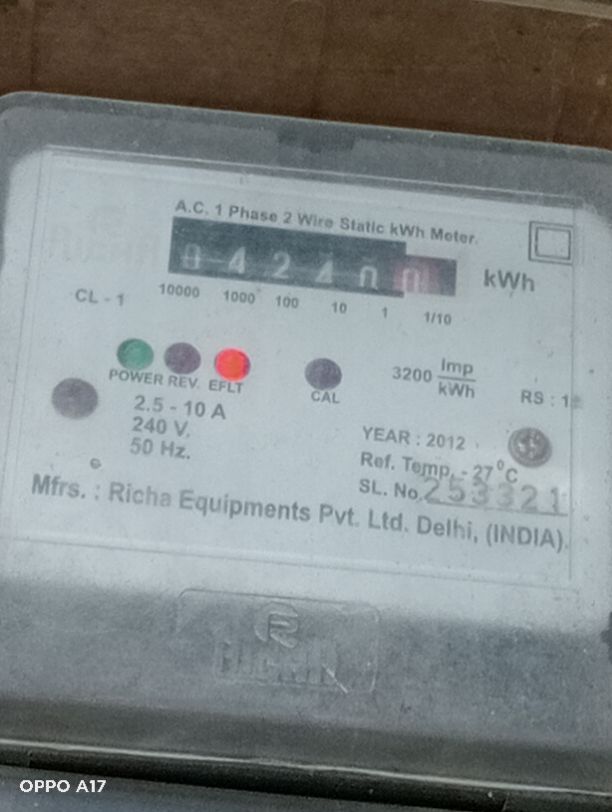 A.C. 1 Phase 2 Wire Static kWh Meter.
kWh
CL - 1
10000 1000 100 10 1 1/10
POWER REV. EFLT
CAL
3200 Imp/kWh
RS : 1
2.5 - 10 A
240 V.
50 Hz.
YEAR : 2012
Ref. Temp. - 27°C
SL. No. 253321
Mfrs. : Richa Equipments Pvt. Ltd. Delhi, (INDIA).
R
OPPO A17